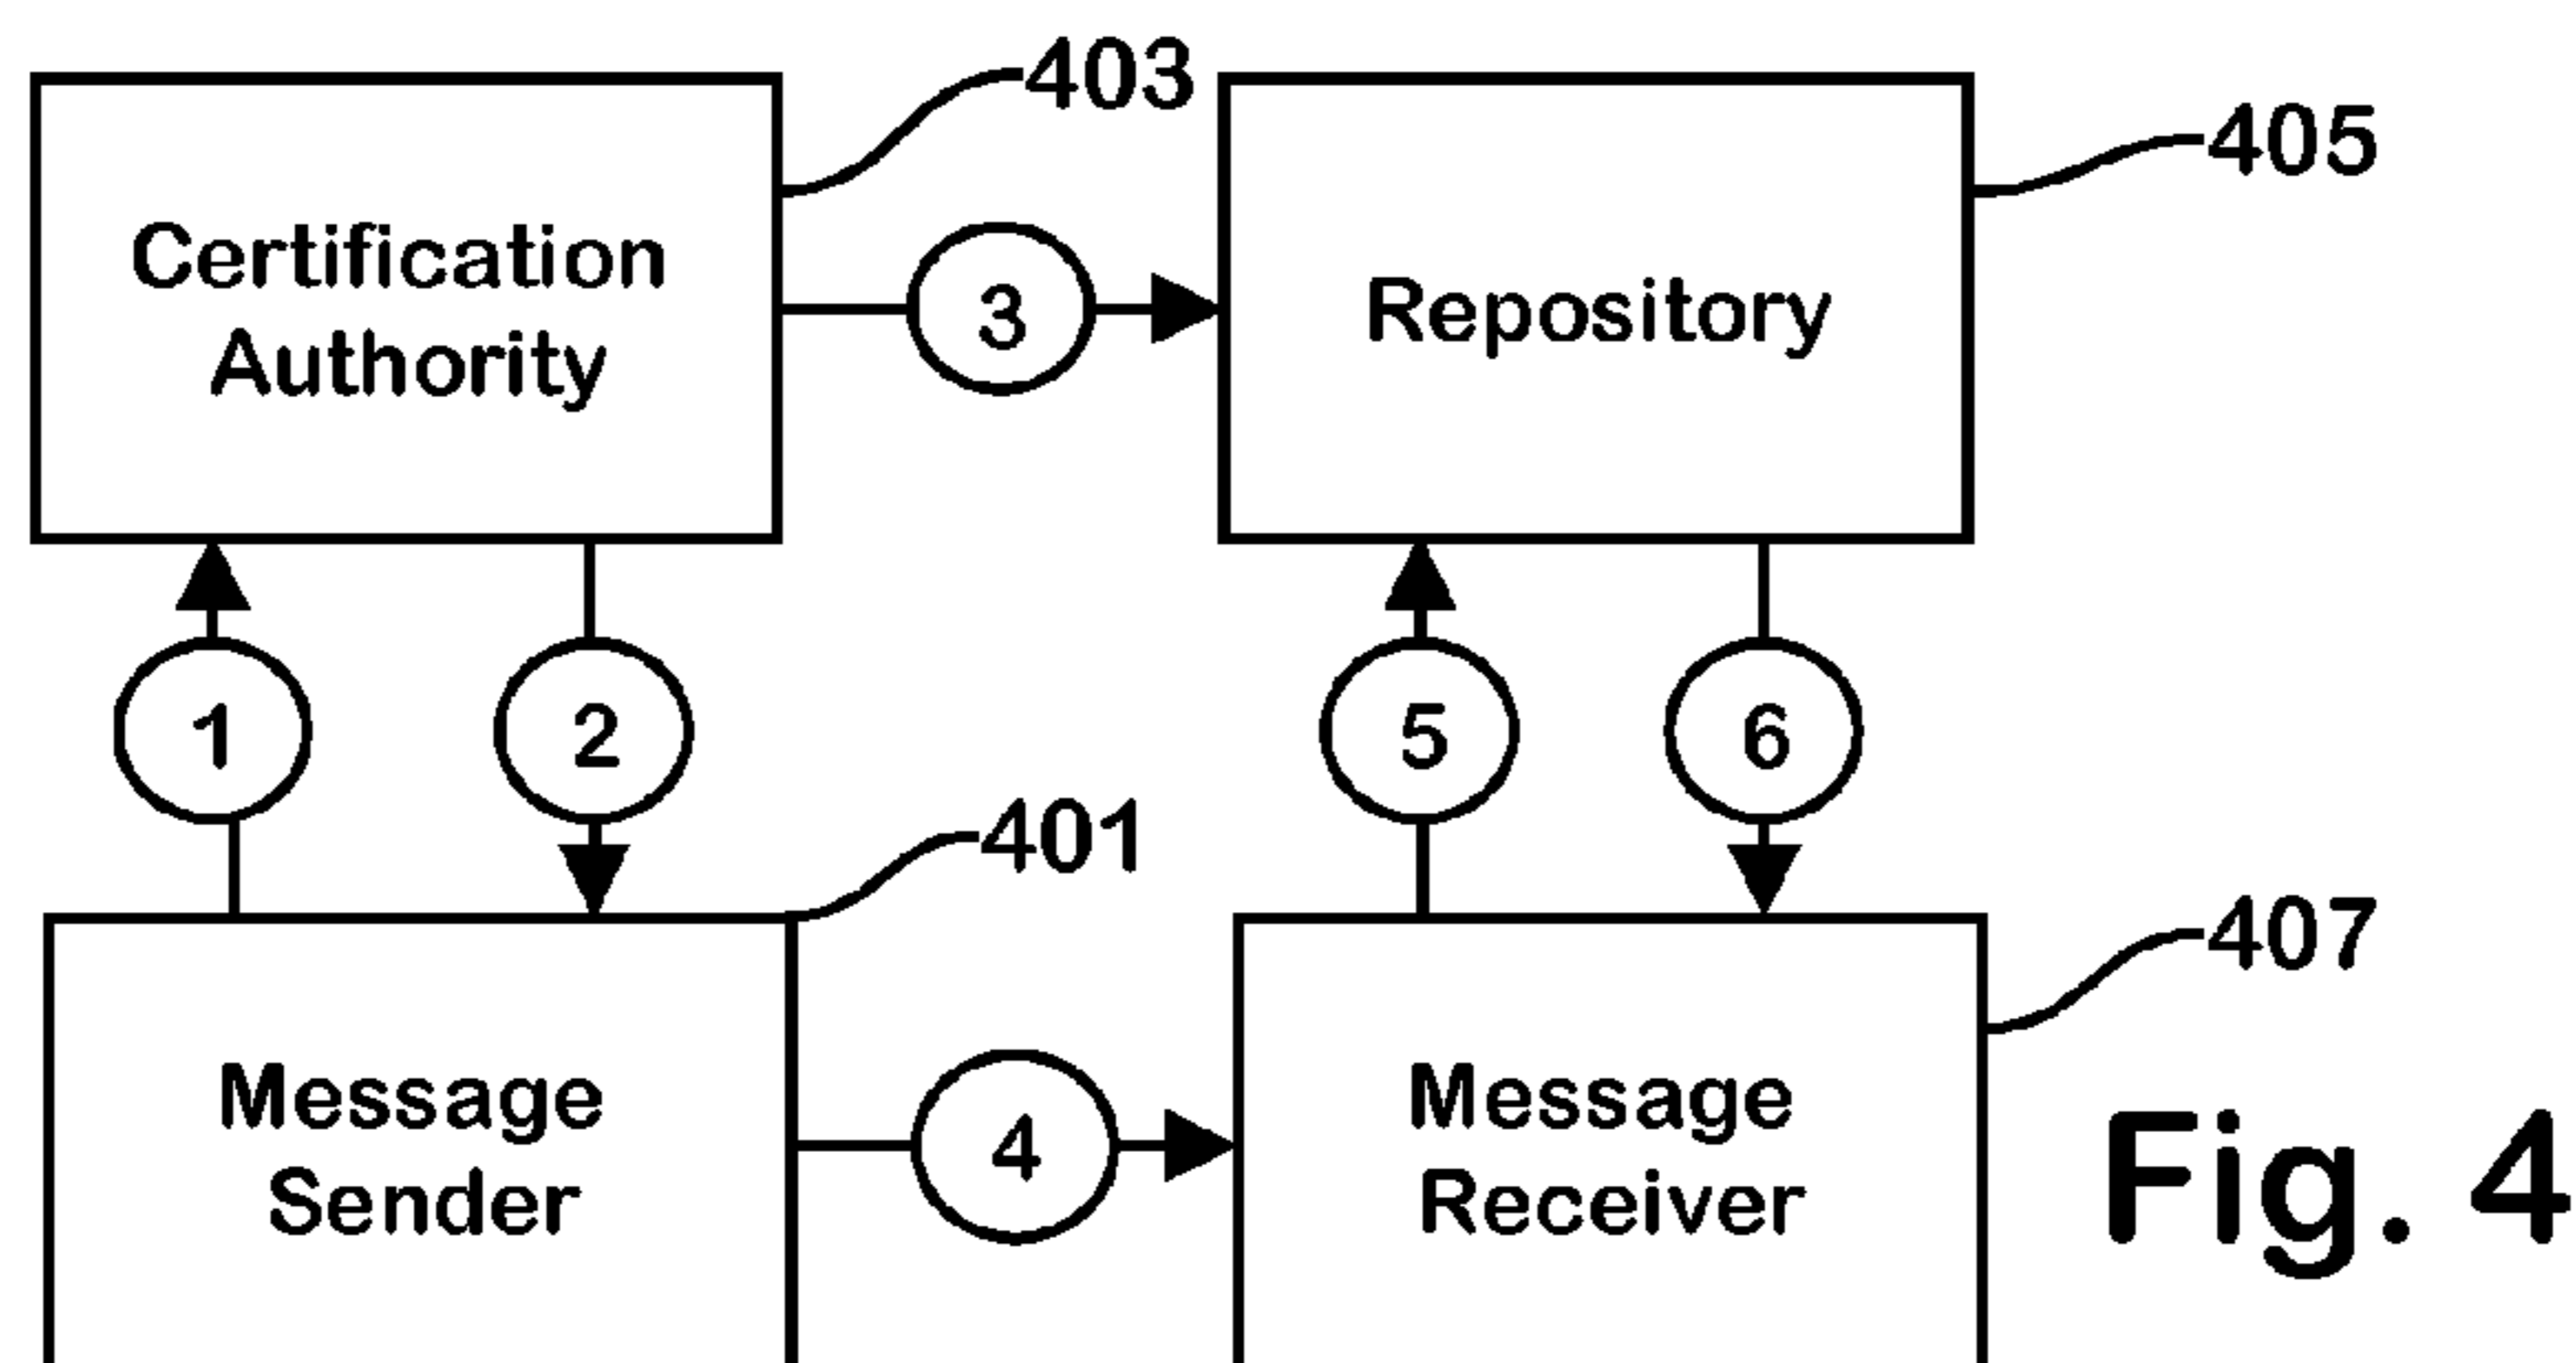 403
405
Certification
Authority
3
Repository
1
2
5
6
401
407
Message
Sender
4
Message
Receiver
Fig. 4